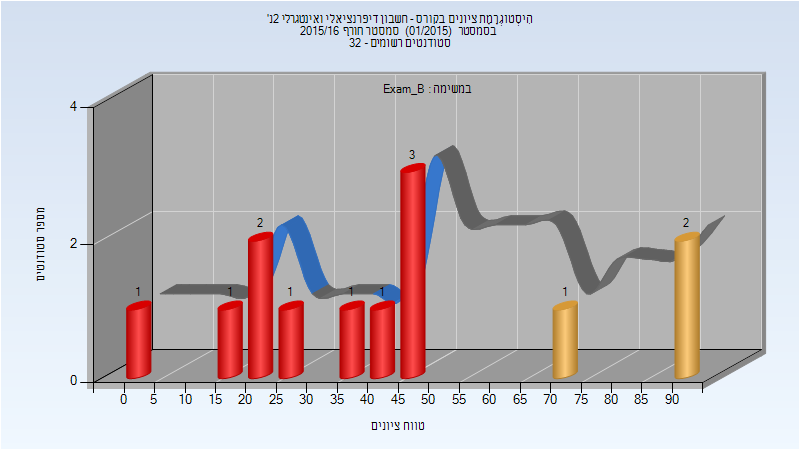 היסטוגרמת ציונים בקורס - חשבון דיפרנציאלי ואינטגרלי 2נ'
בסמסטר (01/2015) סמסטר חורף 2015/16
סטודנטים רשומים - 32
במשימה : Exam_B
מספר סטודנטים
4
2
0
1
1
2
1
1
1
3
1
2
0 5 10 15 20 25 30 35 40 45 50 55 60 65 70 75 80 85 90
טווח ציונים